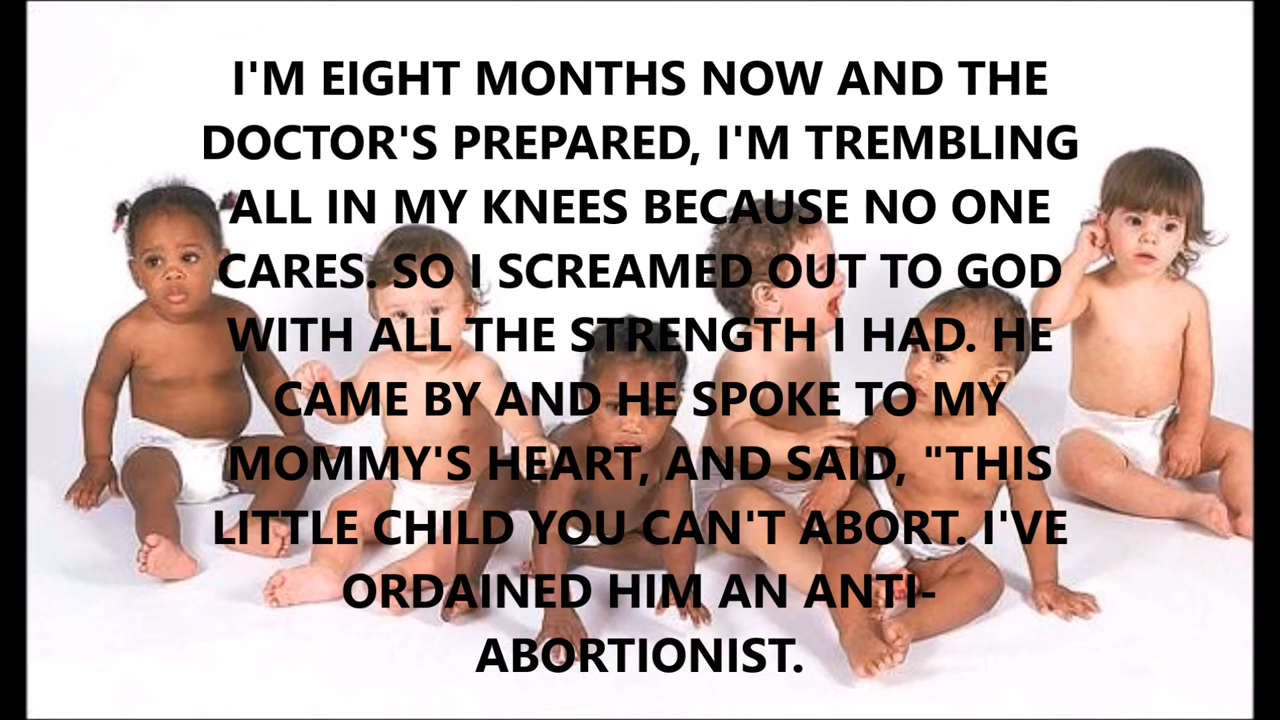 I'M EIGHT MONTHS NOW AND THE
DOCTOR'S PREPARED, I'M TREMBLING
ALL IN MY KNEES BECAUSE NO ONE
CARES. SO I SCREAMED OUT TO GOD
WITH ALL THE STRENGTH I HAD. HE
CAME BY AND HE SPOKE TO MY
MOMMY'S HEART, AND SAID, "THIS
LITTLE CHILD YOU CAN'T ABORT. I'VE
ORDAINED HIM AN ANTI-
ABORTIONIST.